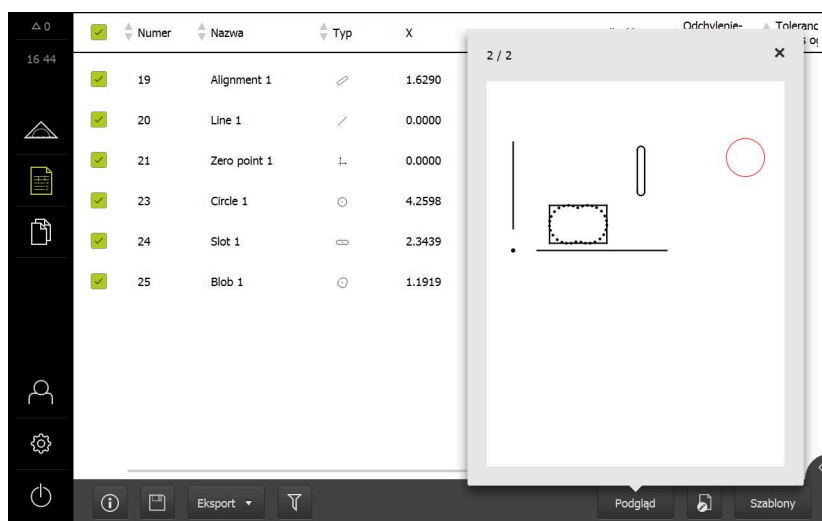 △ 0
16 44
Numer Nazwa Typ X Odchylenie- Toleranc
19 Alignment 1 1.6290
20 Line 1 0.0000
21 Zero point 1 0.0000
23 Circle 1 4.2598
24 Slot 1 2.3439
25 Blob 1 1.1919
2 / 2
Eksport
Podgląd
Szablony